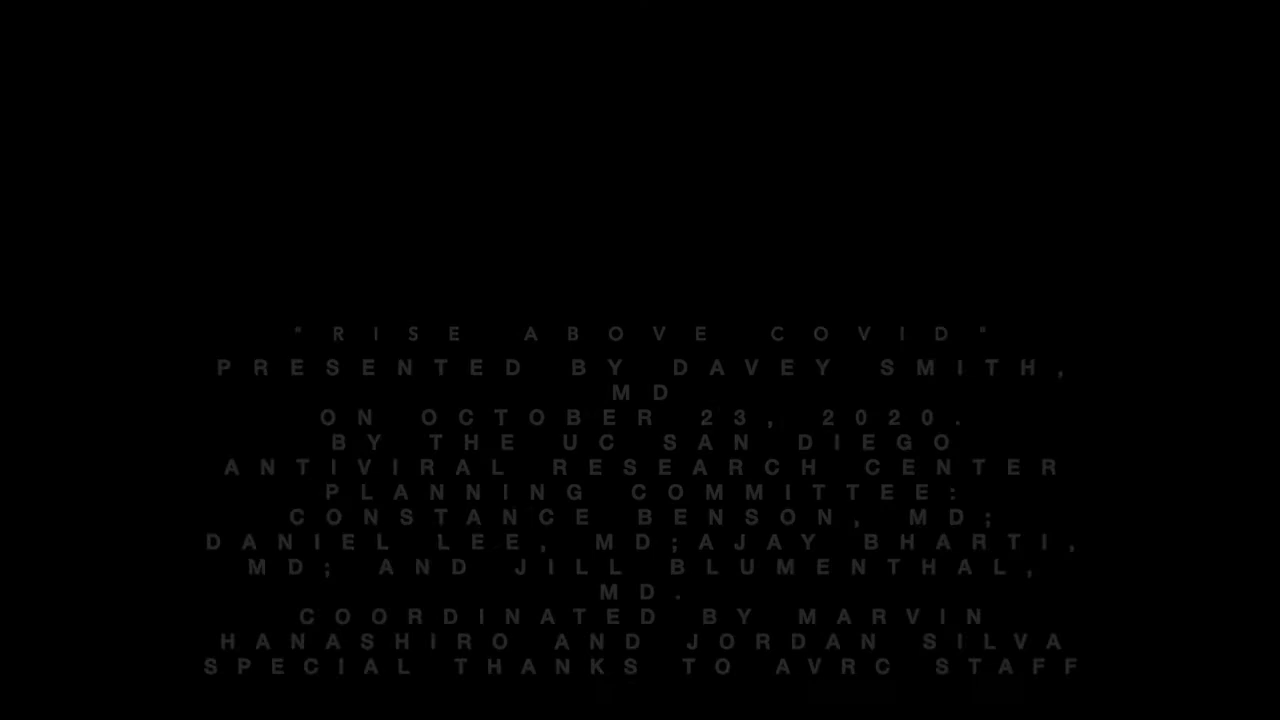 "RISE ABOVE COVID"
PRESENTED BY DAVEY SMITH,
MD
ON OCTOBER 23, 2020.
BY THE UC SAN DIEGO
ANTIVIRAL RESEARCH CENTER
PLANNING COMMITTEE:
CONSTANCE BENSON, MD;
DANIEL LEE, MD;AJAY BHARTI,
MD; AND JILL BLUMENTHAL,
MD.
COORDINATED BY MARVIN
HANASHIRO AND JORDAN SILVA
SPECIAL THANKS TO AVRC STAFF